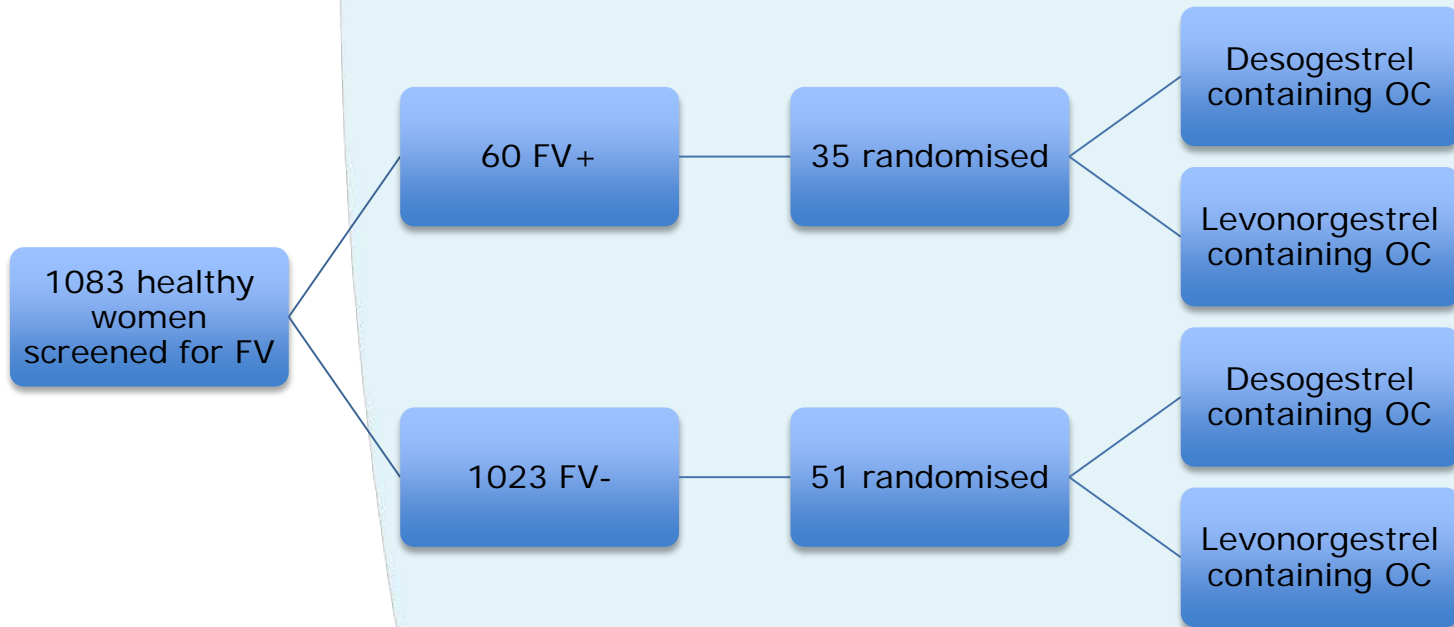 1083 healthy
women
screened for FV
60 FV+
35 randomised
Desogestrel
containing OC
Levonorgestrel
containing OC
1023 FV-
51 randomised
Desogestrel
containing OC
Levonorgestrel
containing OC